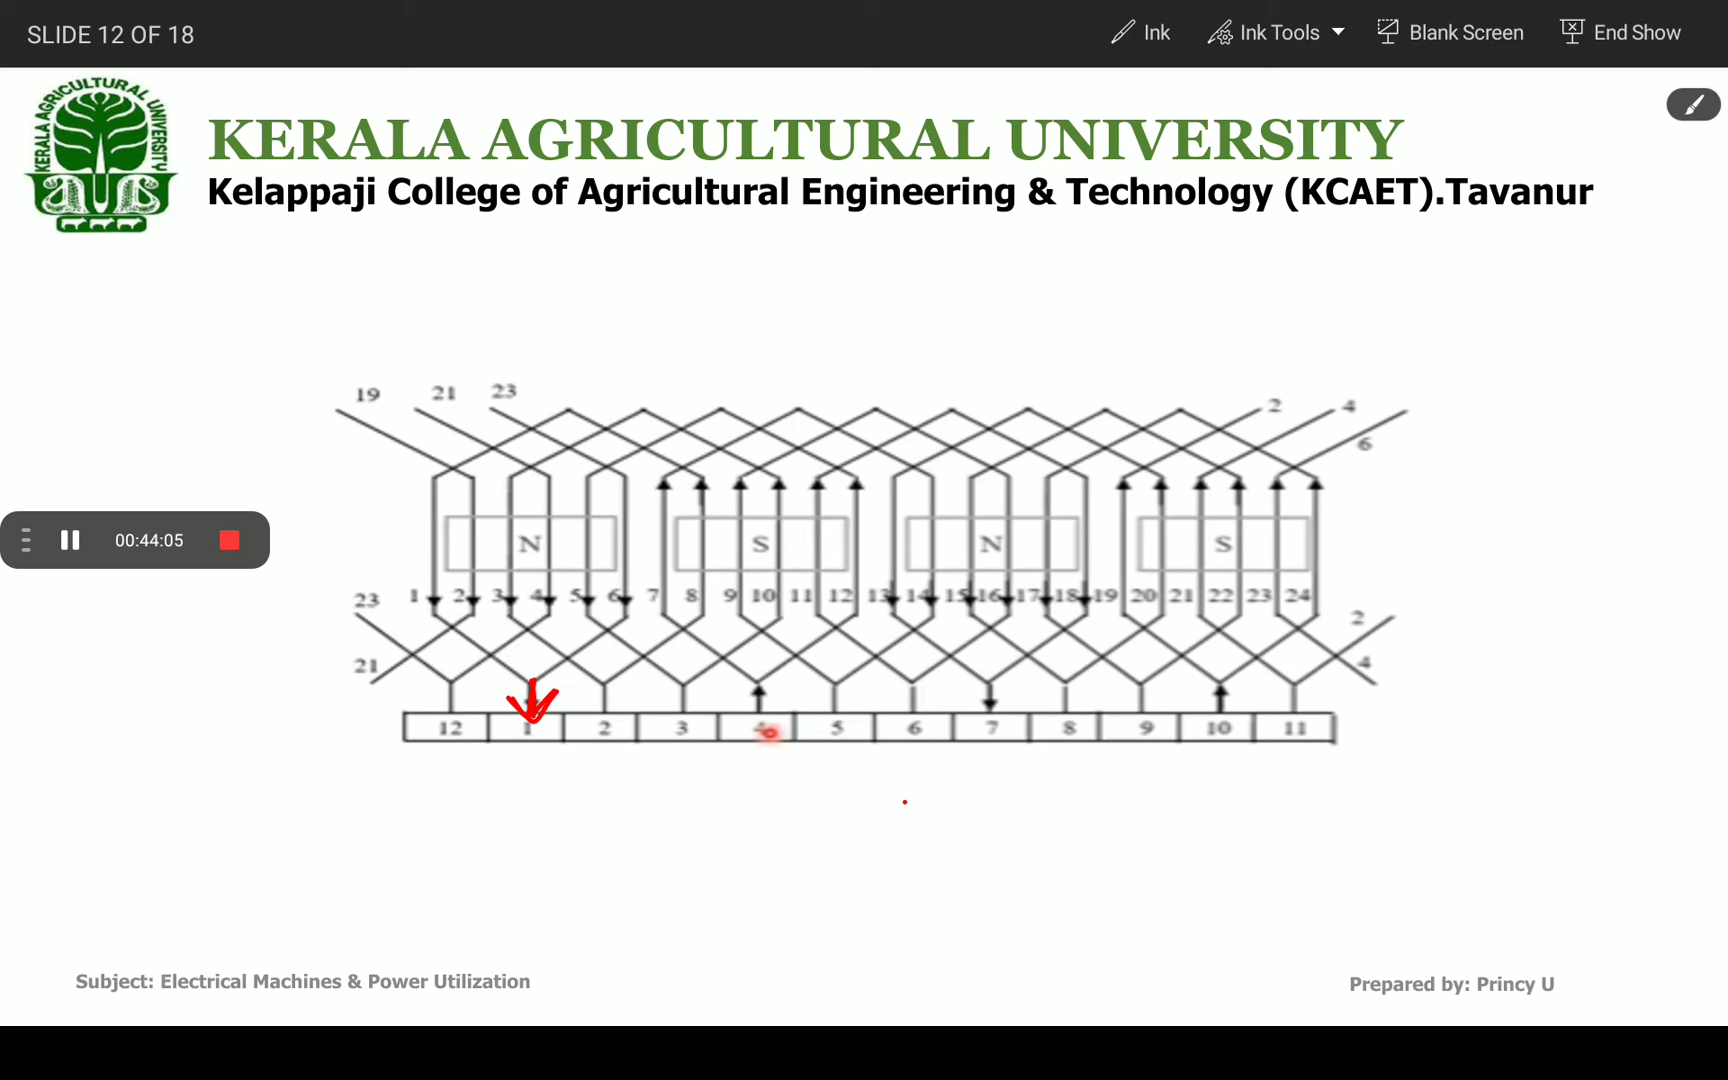 SLIDE 12 OF 18
Ink
Ink Tools
Blank Screen
End Show
KERALA AGRICULTURAL UNIVERSITY
KERALA AGRICULTURAL UNIVERSITY
Kelappaji College of Agricultural Engineering & Technology (KCAET).Tavanur
19 21 23 2 4
6
00:44:05
N S N S
23 1 2 3 4 5 6 7 8 9 10 11 12 13 14 15 16 17 18 19 20 21 22 23 24
2
21 4
12 1 2 3 4 5 6 7 8 9 10 11
Subject: Electrical Machines & Power Utilization
Prepared by: Princy U